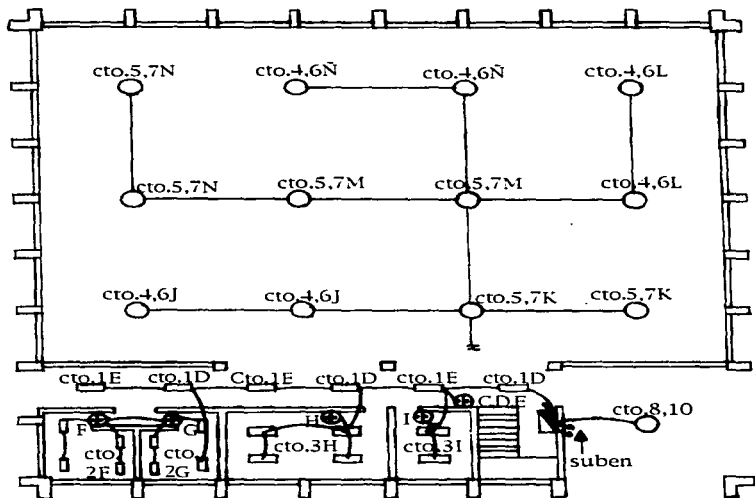 cto.5,7N cto.4,6Ñ cto.4,6Ñ cto.4,6L
cto.5,7N cto.5,7M cto.5,7M cto.4,6L
cto.4,6J cto.4,6J cto.5,7K cto.5,7K
cto.1E cto.1D Cto.1E cto.1D cto.1E cto.1D
C,D,E
F G H I cto.8,10
cto. cto. cto.3H cto.3I
2F 2G suben